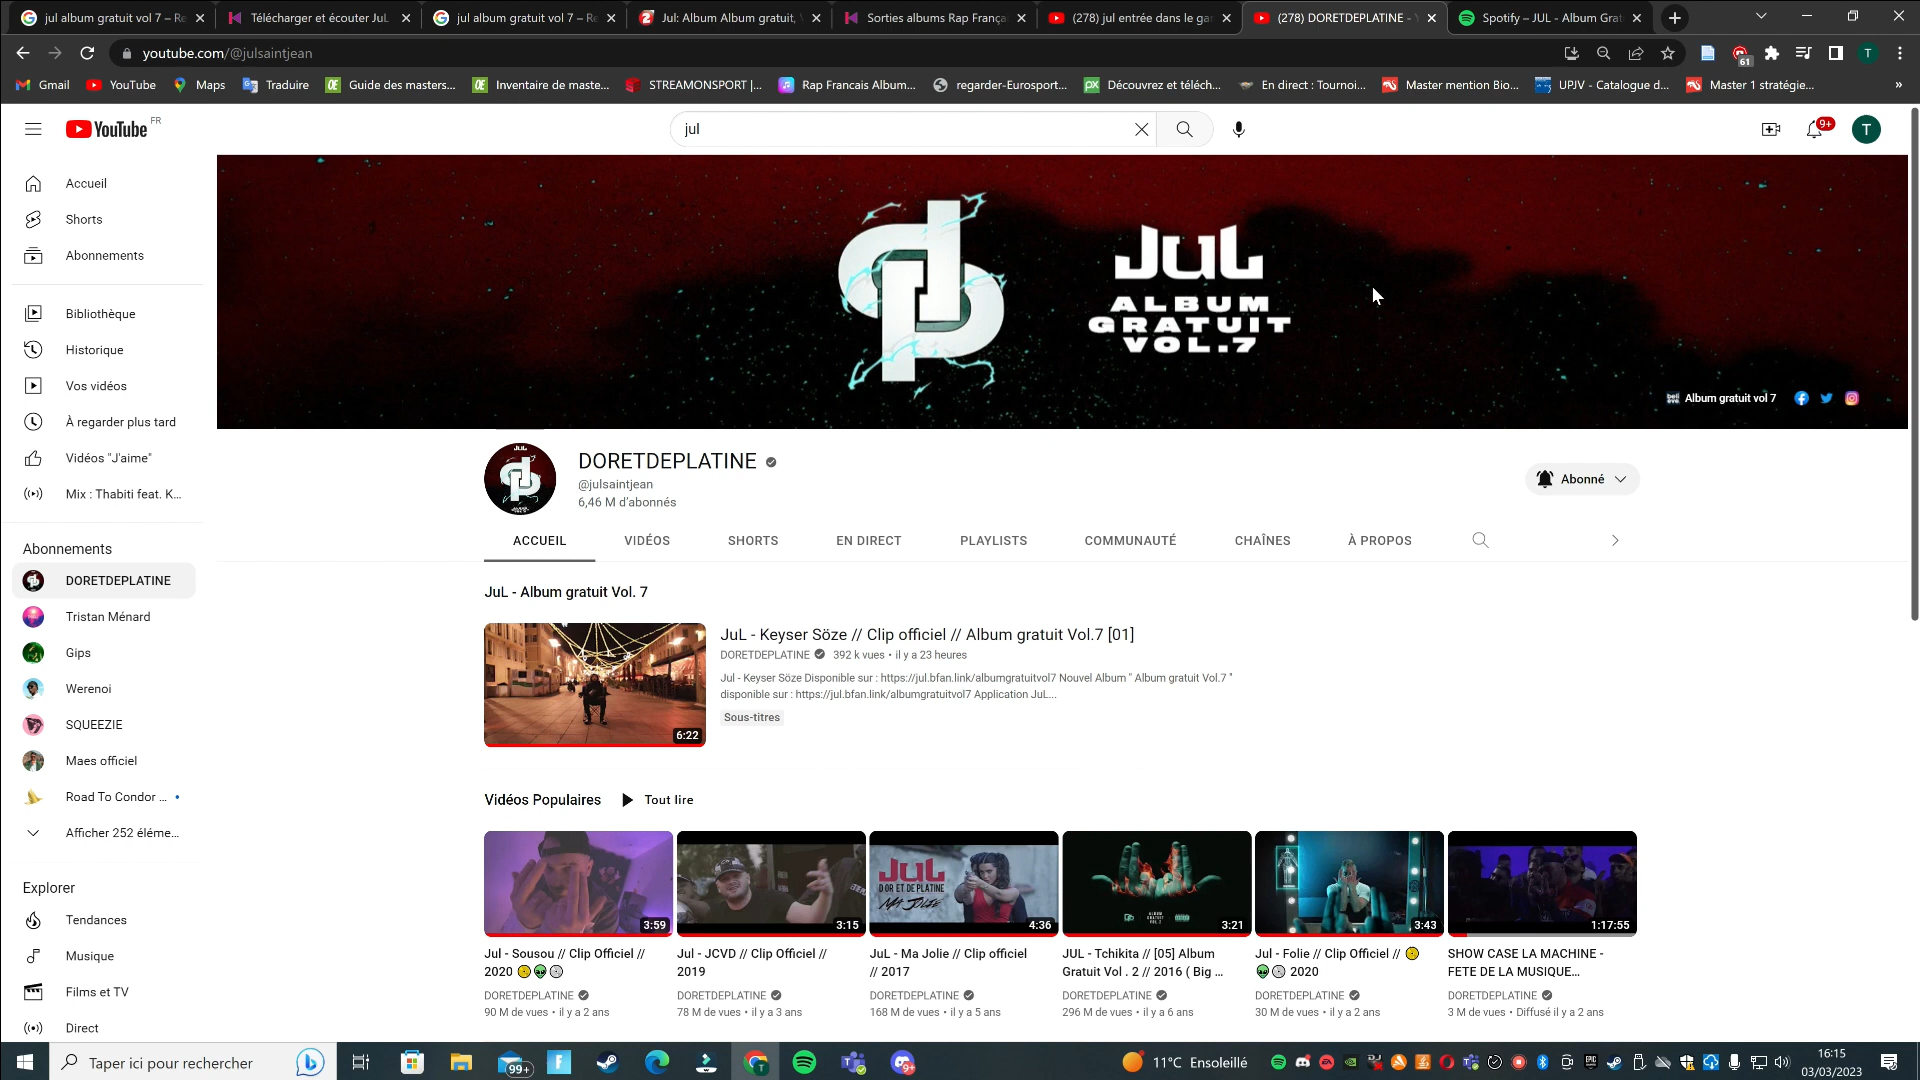 jul album gratuit vol 7 – Re
Télécharger et écouter JuL
jul album gratuit vol 7 – Re
Jul: Album Album gratuit, V
Sorties albums Rap França
(278) jul entrée dans le gar
(278) DORETDEPLATINE - Y
Spotify – JUL - Album Grat
youtube.com/@julsaintjean
61
T
Gmail
YouTube
Maps
Traduire
Guide des masters...
Inventaire de maste...
STREAMONSPORT |...
Rap Francais Album...
regarder-Eurosport...
Découvrez et téléch...
En direct : Tournoi...
Master mention Bio...
UPJV - Catalogue d...
Master 1 stratégie...
»
YouTube FR
jul
9+
T
Accueil
Shorts
Abonnements
Bibliothèque
Historique
Vos vidéos
À regarder plus tard
Vidéos "J'aime"
Mix : Thabiti feat. K...
Abonnements
DORETDEPLATINE
Tristan Ménard
Gips
Werenoi
SQUEEZIE
Maes officiel
Road To Condor ...
Afficher 252 éléme...
Explorer
Tendances
Musique
Films et TV
Direct
JuL
ALBUM
GRATUIT
VOL.7
Album gratuit vol 7
DORETDEPLATINE
@julsaintjean
6,46 M d'abonnés
Abonné
ACCUEIL
VIDÉOS
SHORTS
EN DIRECT
PLAYLISTS
COMMUNAUTÉ
CHAÎNES
À PROPOS
JuL - Album gratuit Vol. 7
6:22
JuL - Keyser Söze // Clip officiel // Album gratuit Vol.7 [01]
DORETDEPLATINE 392 k vues • il y a 23 heures
Jul - Keyser Söze Disponible sur : https://jul.bfan.link/albumgratuitvol7 Nouvel Album " Album gratuit Vol.7 "
disponible sur : https://jul.bfan.link/albumgratuitvol7 Application JuL...
Sous-titres
Vidéos Populaires
Tout lire
3:59
Jul - Sousou // Clip Officiel //
2020
DORETDEPLATINE
90 M de vues • il y a 2 ans
3:15
Jul - JCVD // Clip Officiel //
2019
DORETDEPLATINE
78 M de vues • il y a 3 ans
JUL
D'OR ET DE PLATINE
MA JOLIE
4:36
JuL - Ma Jolie // Clip officiel
// 2017
DORETDEPLATINE
168 M de vues • il y a 5 ans
3:21
JUL - Tchikita // [05] Album
Gratuit Vol . 2 // 2016 ( Big ...
DORETDEPLATINE
296 M de vues • il y a 6 ans
3:43
Jul - Folie // Clip Officiel //
2020
DORETDEPLATINE
30 M de vues • il y a 2 ans
1:17:55
SHOW CASE LA MACHINE -
FETE DE LA MUSIQUE...
DORETDEPLATINE
3 M de vues • Diffusé il y a 2 ans
Taper ici pour rechercher
99+
11°C Ensoleillé
16:15
03/03/2023